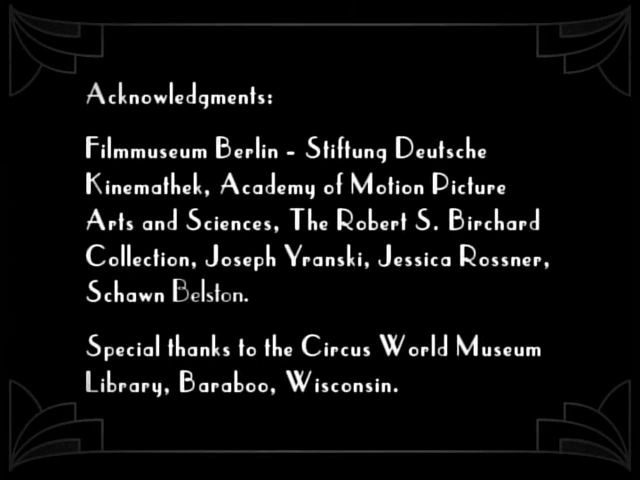 Acknowledgments:
Filmmuseum Berlin - Stiftung Deutsche
Kinemathek, Academy of Motion Picture
Arts and Sciences, The Robert S. Birchard
Collection, Joseph Yranski, Jessica Rossner,
Schawn Belston.
Special thanks to the Circus World Museum
Library, Baraboo, Wisconsin.